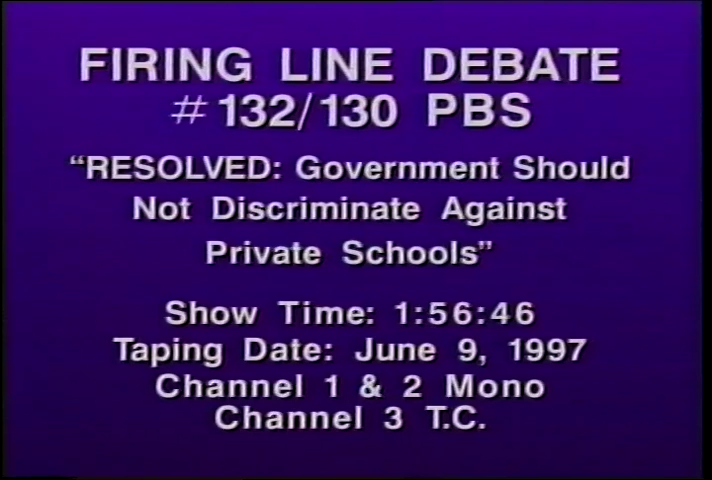 FIRING LINE DEBATE
#132/130 PBS
“RESOLVED: Government Should
Not Discriminate Against
Private Schools”
Show Time: 1:56:46
Taping Date: June 9, 1997
Channel 1 & 2 Mono
Channel 3 T.C.